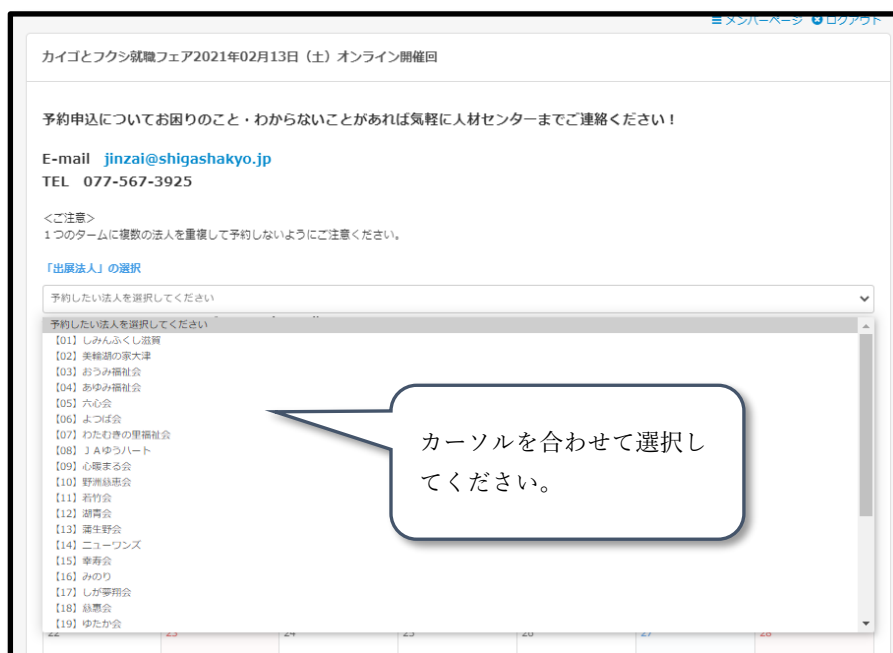 メンバーページ ログアウト
カイゴとフクシ就職フェア2021年02月13日（土）オンライン開催回
予約申込についてお困りのこと・わからないことがあれば気軽に人材センターまでご連絡ください！
E-mail jinzai@shigashakyo.jp
TEL 077-567-3925
＜ご注意＞
１つのタームに複数の法人を重複して予約しないようにご注意ください。
「出展法人」の選択
予約したい法人を選択してください
予約したい法人を選択してください
【01】しみんふくし滋賀
【02】美輪湖の家大津
【03】おうみ福祉会
【04】あゆみ福祉会
【05】六心会
【06】よつば会
【07】わたむきの里福祉会
【08】ＪＡゆうハート
【09】心暖まる会
【10】野洲慈恵会
【11】若竹会
【12】湖青会
【13】蒲生野会
【14】ニューワンズ
【15】幸寿会
【16】みのり
【17】しが夢翔会
【18】慈惠会
【19】ゆたか会
カーソルを合わせて選択し
てください。
22 23 24 25 26 27 28